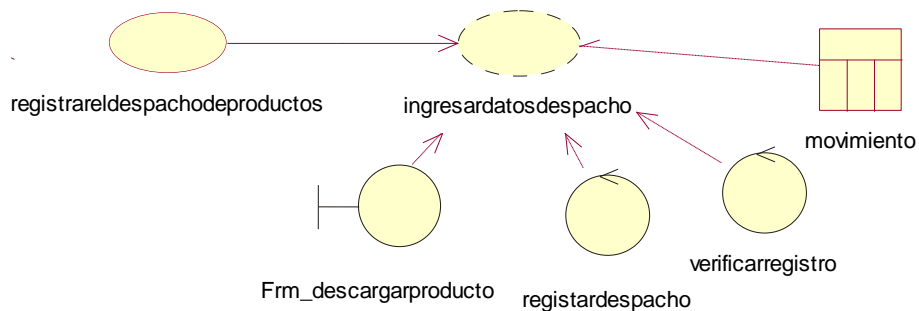 registrareldespachodeproductos
ingresardatosdespacho
movimiento
Frm_descargarproducto
registardespacho
verificarregistro